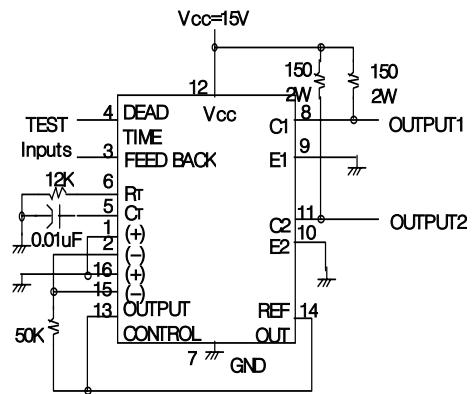 Vcc=15V
150
2W
150
2W
12
Vcc
TEST
Inputs
4
DEAD
TIME
3
FEED BACK
8
C1
OUTPUT1
9
E1
12K
6
RT
5
CT
0.01uF
1
(+)
2
(−)
16
(+)
15
(−)
11
C2
OUTPUT2
10
E2
13
OUTPUT
CONTROL
50K
REF
OUT
14
7
GND